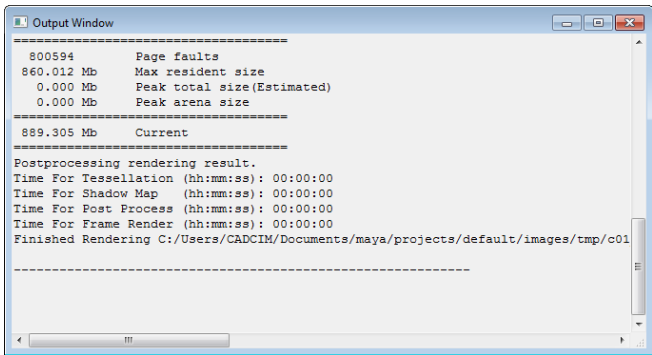 Output Window
=====================================
800594 Page faults
860.012 Mb Max resident size
0.000 Mb Peak total size(Estimated)
0.000 Mb Peak arena size
=====================================
889.305 Mb Current
=====================================
Postprocessing rendering result.
Time For Tessellation (hh:mm:ss): 00:00:00
Time For Shadow Map (hh:mm:ss): 00:00:00
Time For Post Process (hh:mm:ss): 00:00:00
Time For Frame Render (hh:mm:ss): 00:00:00
Finished Rendering C:/Users/CADCIM/Documents/maya/projects/default/images/tmp/c01
-------------------------------------------------------------